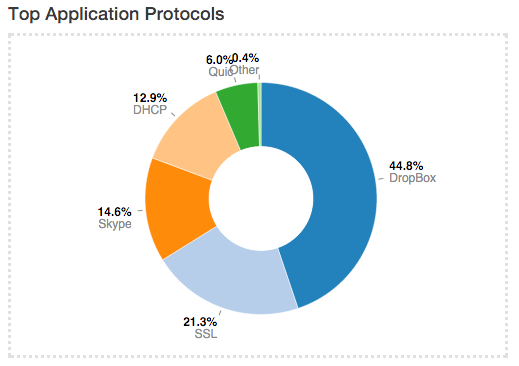 Top Application Protocols
6.0%
Quic
0.4%
Other
12.9%
DHCP
44.8%
DropBox
14.6%
Skype
21.3%
SSL